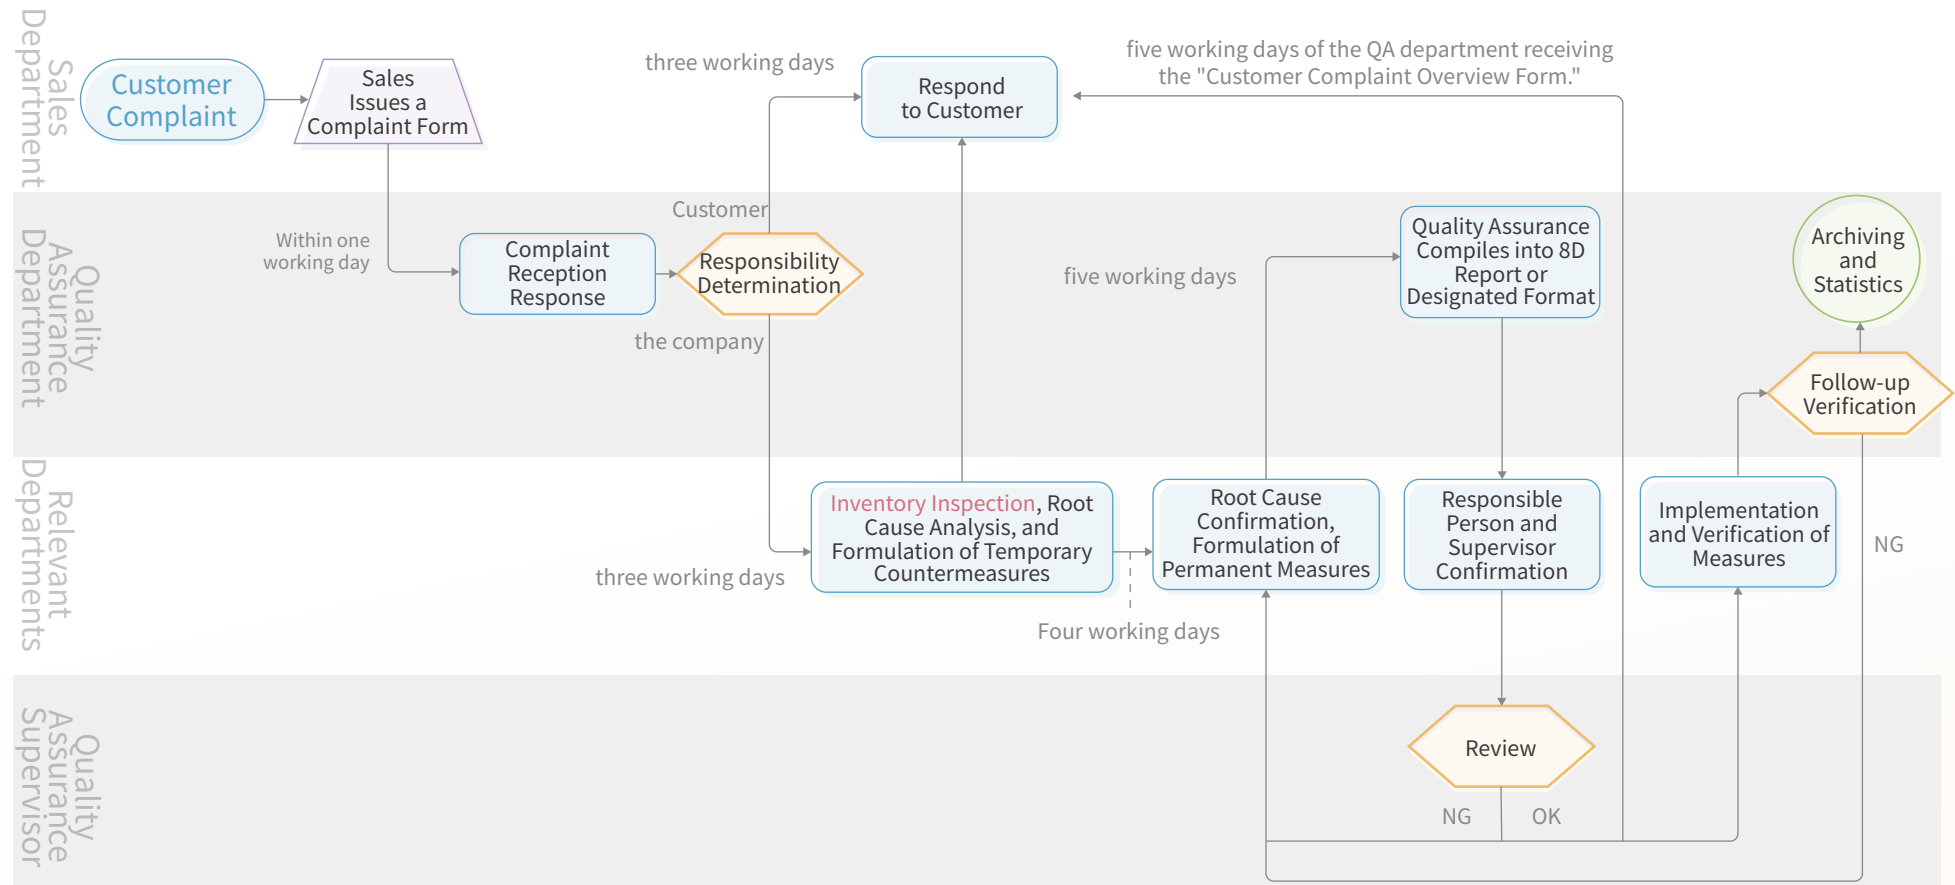 Sales
Department
Customer
Complaint
Sales
Issues a
Complaint Form
three working days
Respond
to Customer
five working days of the QA department receiving
the "Customer Complaint Overview Form."
Quality
Assurance
Department
Within one
working day
Complaint
Reception
Response
Customer
Responsibility
Determination
the company
five working days
Quality Assurance
Compiles into 8D
Report or
Designated Format
Archiving
and
Statistics
Follow-up
Verification
Relevant
Departments
three working days
Inventory Inspection, Root
Cause Analysis, and
Formulation of Temporary
Countermeasures
Four working days
Root Cause
Confirmation,
Formulation of
Permanent Measures
Responsible
Person and
Supervisor
Confirmation
Implementation
and Verification of
Measures
NG
Quality
Assurance
Supervisor
Review
NG
OK